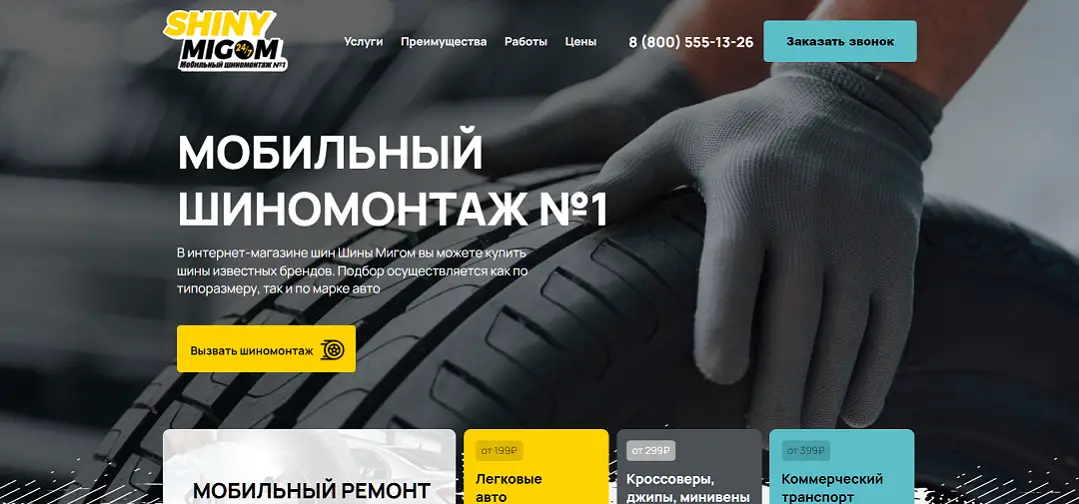 SHINY
MIGOM
24/7
Мобильный шиномонтаж №1
Услуги Преимущества Работы Цены 8 (800) 555-13-26 Заказать звонок
МОБИЛЬНЫЙ
ШИНОМОНТАЖ №1
В интернет-магазине шин Шины Мигом вы можете купить
шины известных брендов. Подбор осуществляется как по
типоразмеру, так и по марке авто
Вызвать шиномонтаж
МОБИЛЬНЫЙ РЕМОНТ
от 199₽
Легковые
авто
от 299₽
Кроссоверы,
джипы, минивены
от 399₽
Коммерческий
транспорт